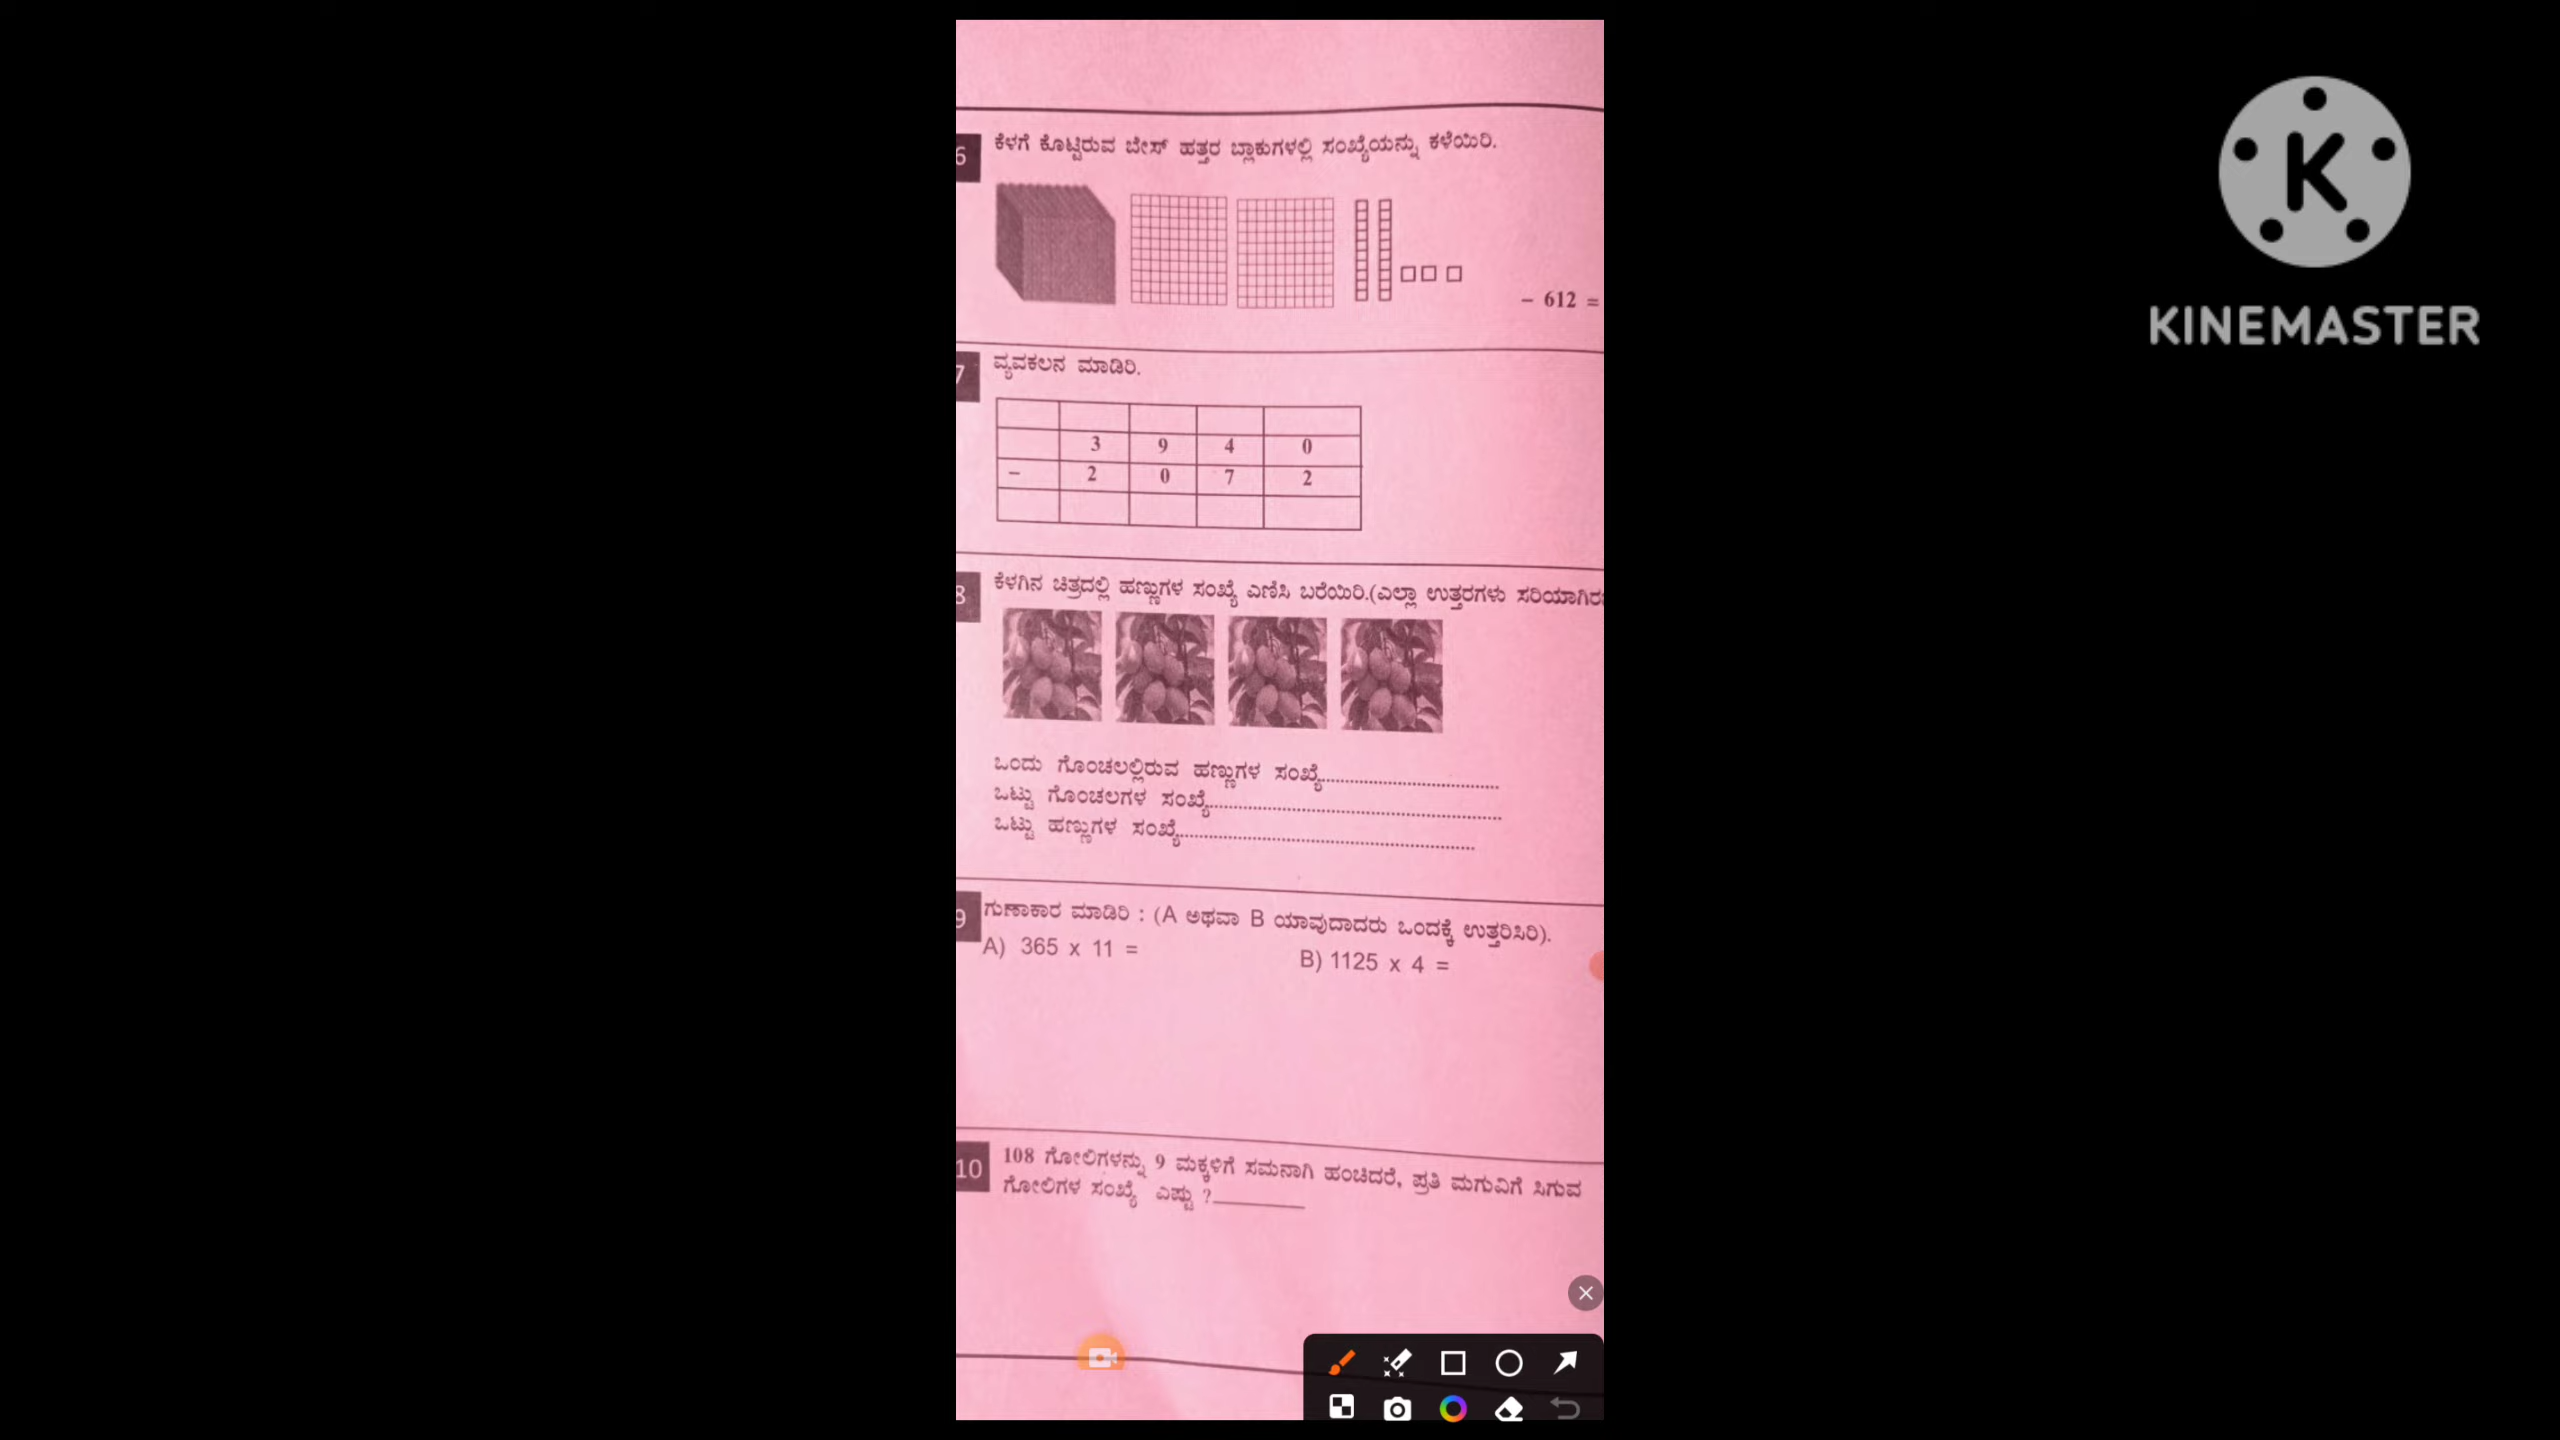 6 ಕೆಳಗೆ ಕೊಟ್ಟಿರುವ ಬೇಸ್ ಹತ್ತರ ಬ್ಲಾಕುಗಳಲ್ಲಿ ಸಂಖ್ಯೆಯನ್ನು ಕಳೆಯಿರಿ.
– 612 =
7 ವ್ಯವಕಲನ ಮಾಡಿರಿ.
3 9 4 0
– 2 0 7 2
8 ಕೆಳಗಿನ ಚಿತ್ರದಲ್ಲಿ ಹಣ್ಣುಗಳ ಸಂಖ್ಯೆ ಎಣಿಸಿ ಬರೆಯಿರಿ.(ಎಲ್ಲಾ ಉತ್ತರಗಳು
ಒಂದು ಗೊಂಚಲಲ್ಲಿರುವ ಹಣ್ಣುಗಳ ಸಂಖ್ಯೆ.................................
ಒಟ್ಟು ಗೊಂಚಲಗಳ ಸಂಖ್ಯೆ.................................
ಒಟ್ಟು ಹಣ್ಣುಗಳ ಸಂಖ್ಯೆ.................................
9 ಗುಣಾಕಾರ ಮಾಡಿರಿ : (A ಅಥವಾ B ಯಾವುದಾದರು ಒಂದಕ್ಕೆ ಉತ್ತರಿಸಿರಿ).
A) 365 x 11 = B) 1125 x 4 =
10 108 ಗೋಲಿಗಳನ್ನು 9 ಮಕ್ಕಳಿಗೆ ಸಮನಾಗಿ ಹಂಚಿದರೆ, ಪ್ರತಿ ಮಗುವಿಗೆ ಸಿಗುವ
ಗೋಲಿಗಳ ಸಂಖ್ಯೆ ಎಷ್ಟು ?________
K
KINEMASTER